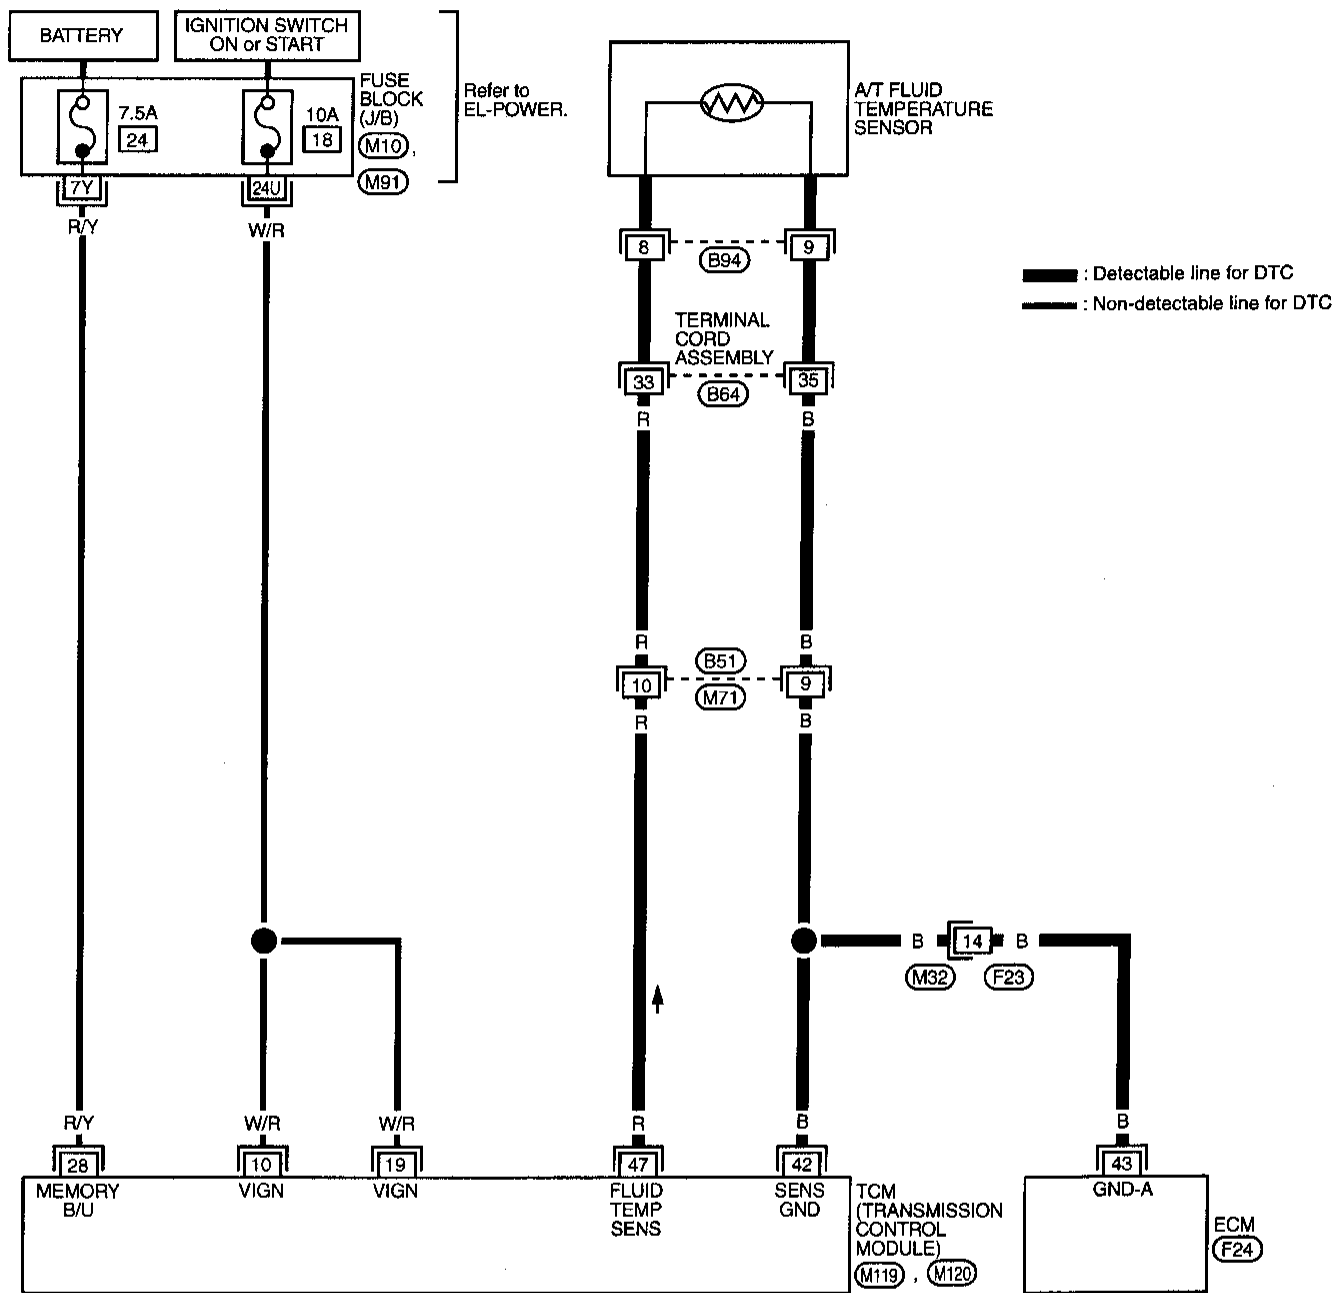 BATTERY
IGNITION SWITCH
ON or START
FUSE
BLOCK
(J/B)
M10 ,
M91
Refer to
EL-POWER.
7.5A
24
10A
18
7Y
24U
R/Y
W/R
A/T FLUID
TEMPERATURE
SENSOR
8
9
B94
: Detectable line for DTC
: Non-detectable line for DTC
TERMINAL
CORD
ASSEMBLY
33
35
B64
R
B
R
B
B51
10
9
M71
R
B
B
14
B
M32
F23
R/Y
W/R
W/R
R
B
B
28
10
19
47
42
43
MEMORY
B/U
VIGN
VIGN
FLUID
TEMP
SENS
SENS
GND
TCM
(TRANSMISSION
CONTROL
MODULE)
M119 , M120
GND-A
ECM
F24